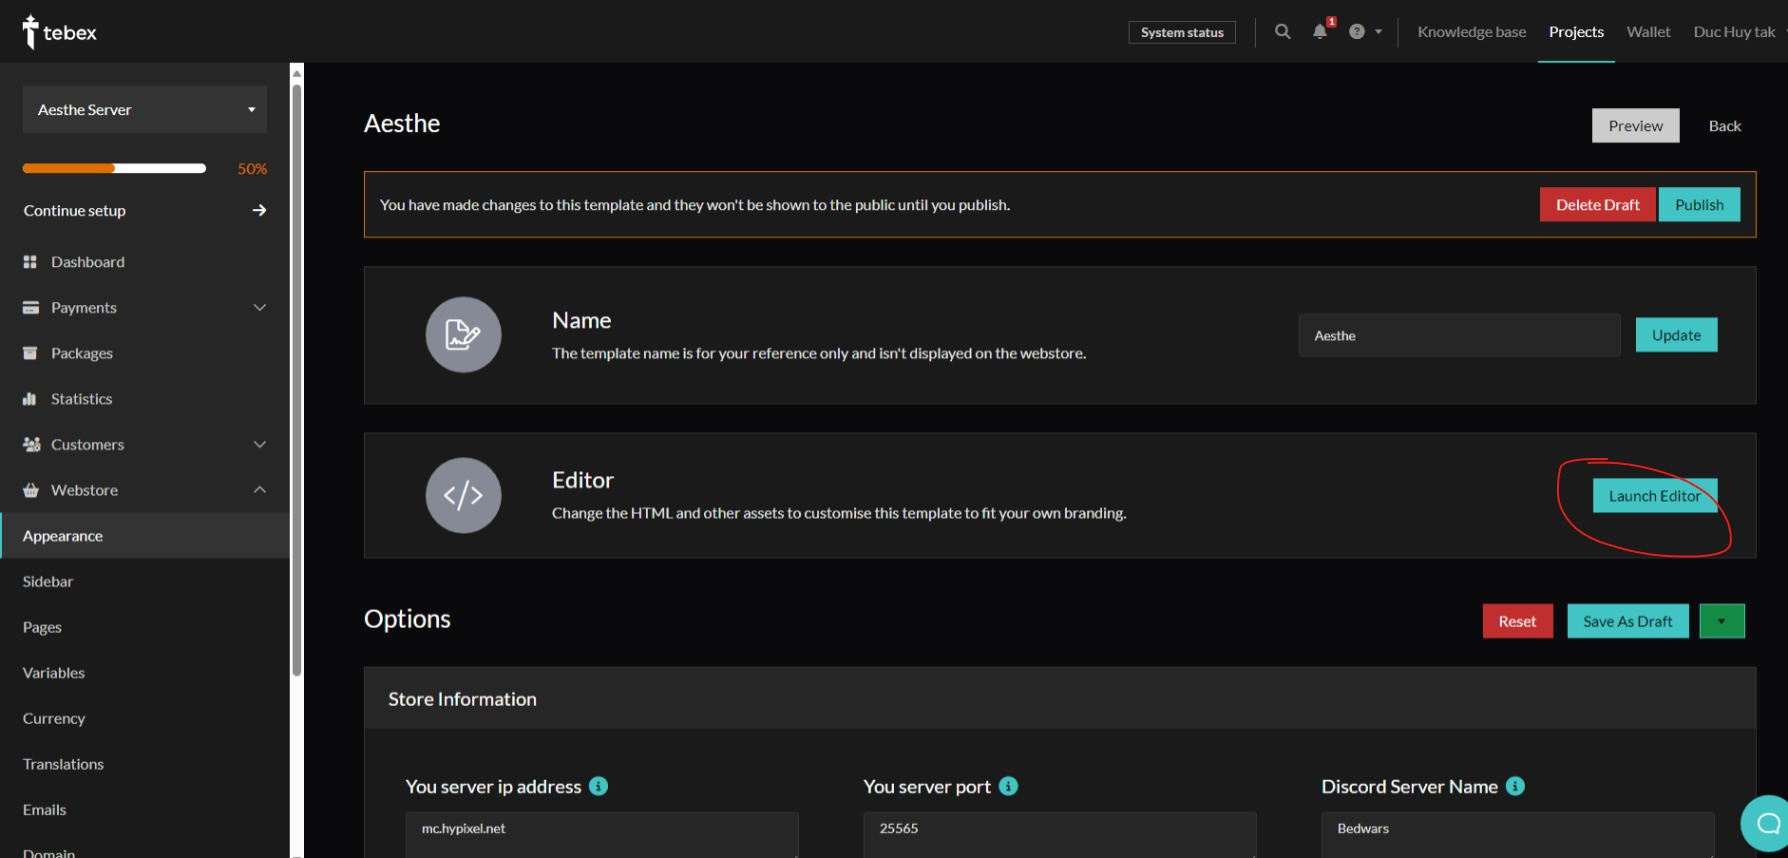 tebex
System status
1
Knowledge base
Projects
Wallet
Duc Huy tak
Aesthe Server
50%
Continue setup
Dashboard
Payments
Packages
Statistics
Customers
Webstore
Appearance
Sidebar
Pages
Variables
Currency
Translations
Emails
Domain
Aesthe
Preview
Back
You have made changes to this template and they won't be shown to the public until you publish.
Delete Draft
Publish
Name
The template name is for your reference only and isn't displayed on the webstore.
Aesthe
Update
Editor
Change the HTML and other assets to customise this template to fit your own branding.
Launch Editor
Options
Reset
Save As Draft
Store Information
You server ip address
mc.hypixel.net
You server port
25565
Discord Server Name
Bedwars